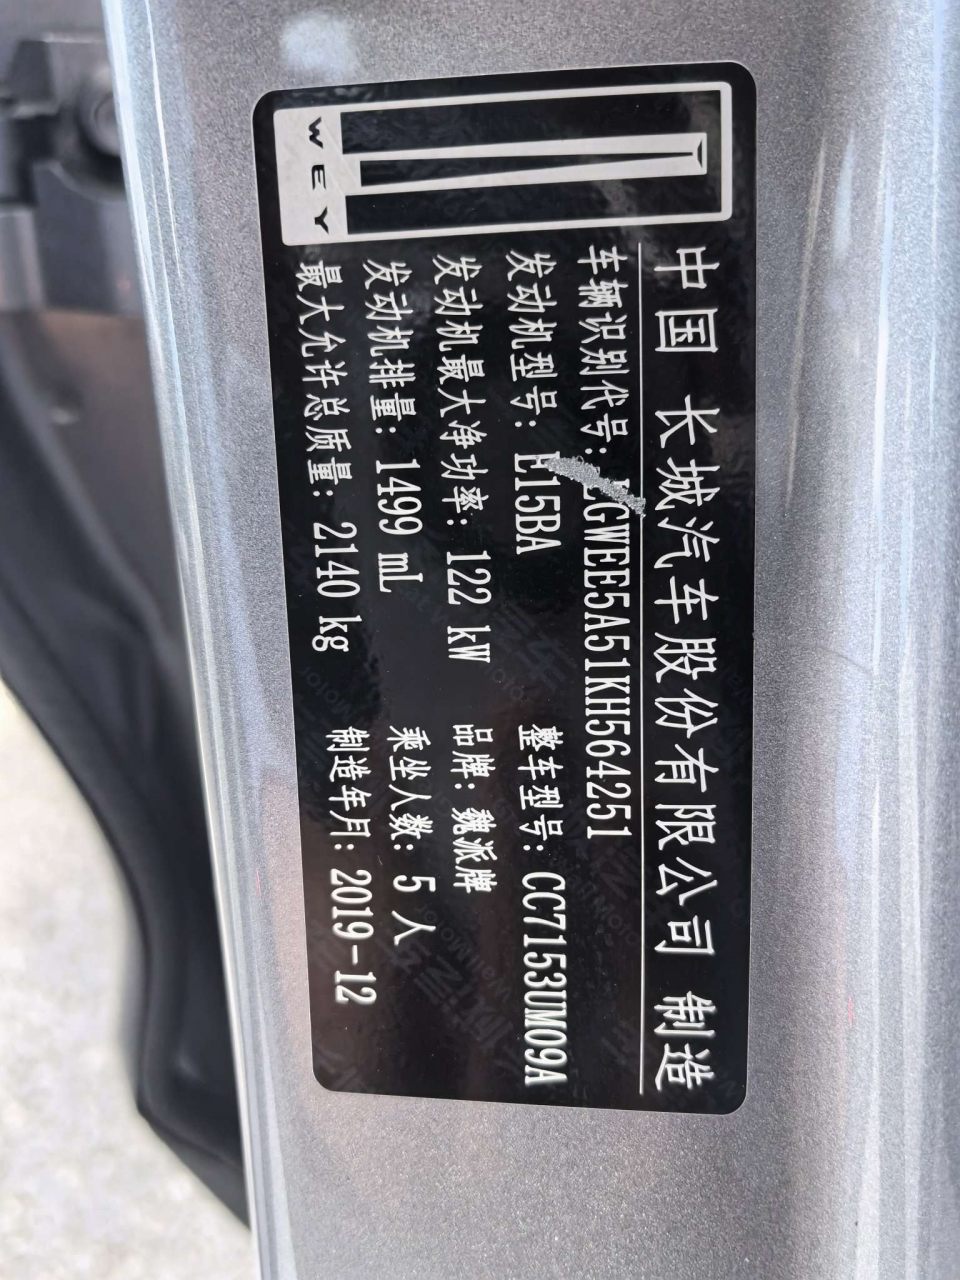 WEY
中国 长城汽车股份有限公司 制造
车辆识别代号: LGWEE5A51KH564251
发动机型号: E15BA 整车型号: CC7153UM09A
发动机最大净功率: 122 kW 品牌: 魏派牌
发动机排量: 1499 mL 乘坐人数: 5 人
最大允许总质量: 2140 kg 制造年月: 2019-12